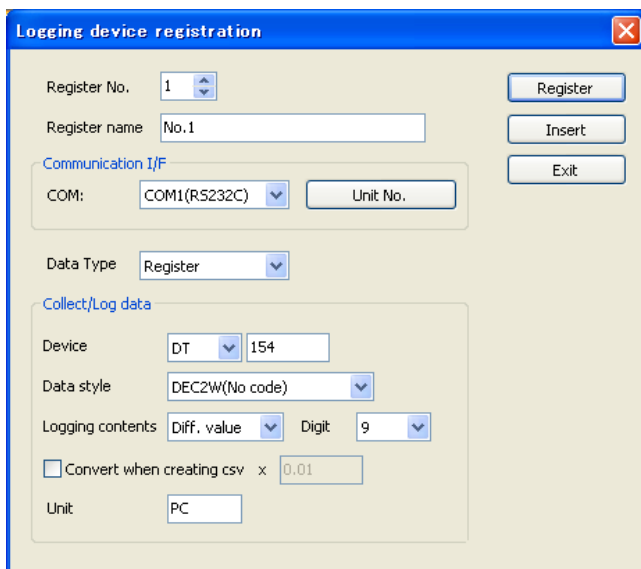 Logging device registration
Register No. 1 Register
Register name No.1 Insert
Communication I/F Exit
COM: COM1(RS232C) Unit No.
Data Type Register
Collect/Log data
Device DT 154
Data style DEC2W(No code)
Logging contents Diff. value Digit 9
Convert when creating csv x 0.01
Unit PC